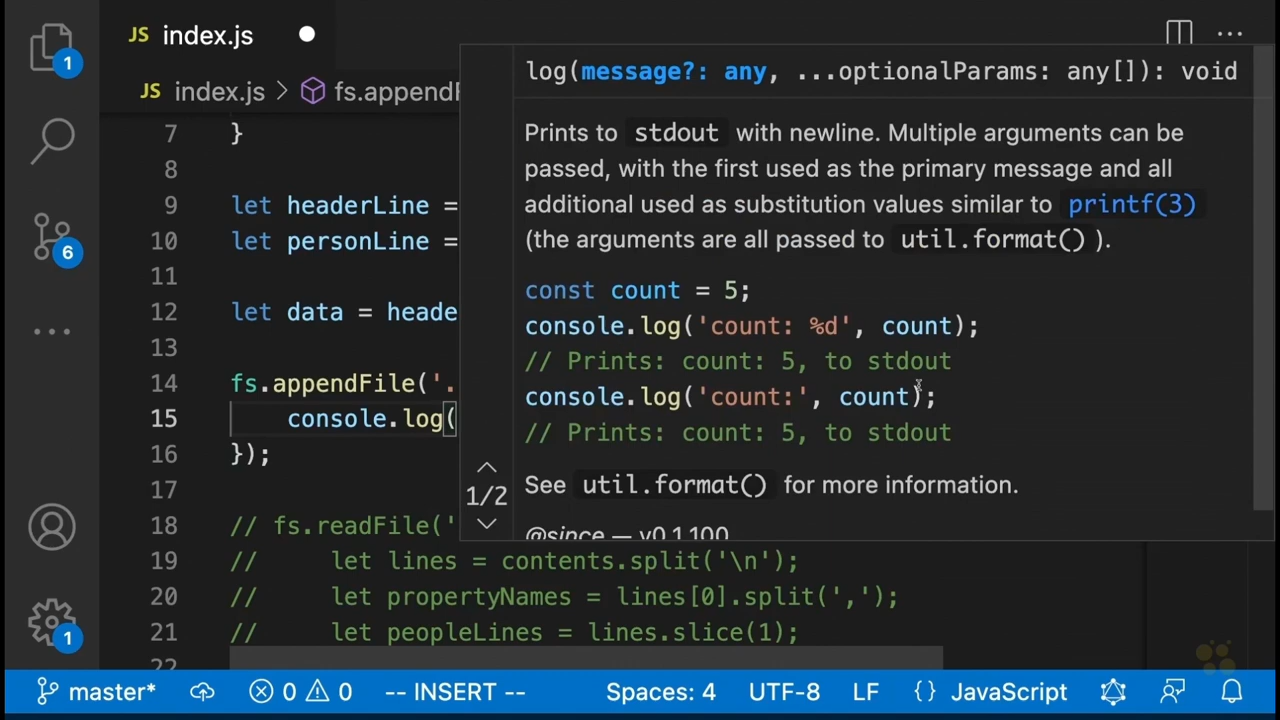 JS index.js
1
JS index.js > fs.appendF
log(message?: any, ...optionalParams: any[]): void
Prints to stdout with newline. Multiple arguments can be
passed, with the first used as the primary message and all
additional used as substitution values similar to printf(3)
(the arguments are all passed to util.format() ).
const count = 5;
console.log('count: %d', count);
// Prints: count: 5, to stdout
console.log('count:', count);
// Prints: count: 5, to stdout
See util.format() for more information.
@since — v0.1.100
1/2
7 }
8
9 let headerLine =
10 let personLine =
11
12 let data = heade
13
14 fs.appendFile('.
15 console.log(
16 });
17
18 // fs.readFile('
19 // let lines = contents.split('\n');
20 // let propertyNames = lines[0].split(',');
21 // let peopleLines = lines.slice(1);
22
6
1
master* 0 0 -- INSERT -- Spaces: 4 UTF-8 LF {} JavaScript